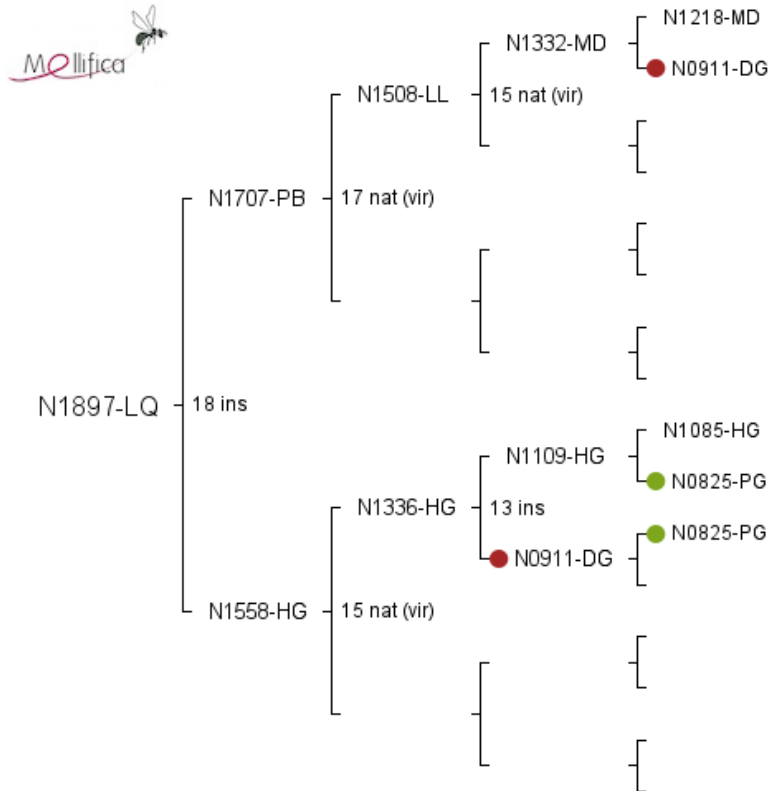 Mellifica
N1218-MD
N1332-MD
N0911-DG
N1508-LL
15 nat (vir)
N1707-PB
17 nat (vir)
N1897-LQ
18 ins
N1085-HG
N1109-HG
N0825-PG
N1336-HG
13 ins
N0825-PG
N0911-DG
N1558-HG
15 nat (vir)